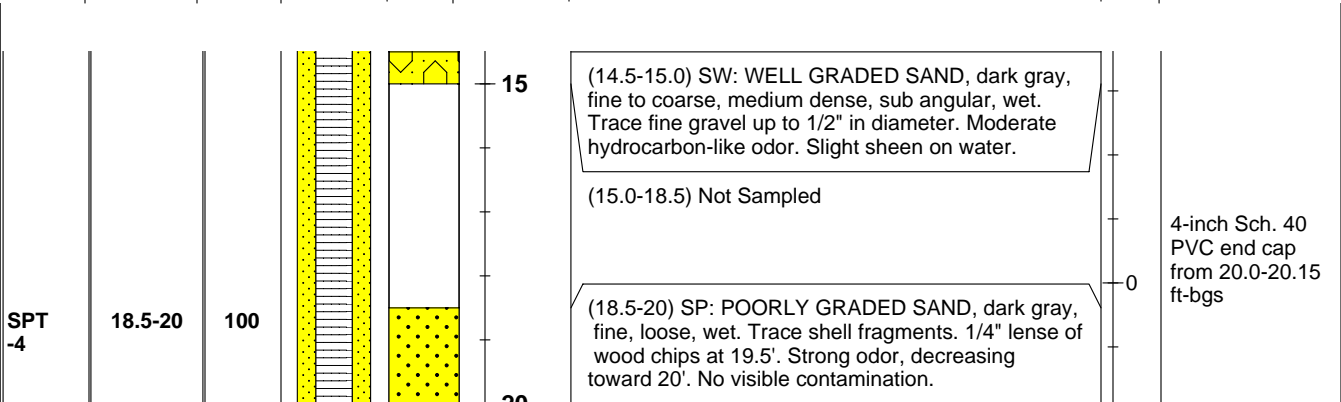 15
(14.5-15.0) SW: WELL GRADED SAND, dark gray,
fine to coarse, medium dense, sub angular, wet.
Trace fine gravel up to 1/2" in diameter. Moderate
hydrocarbon-like odor. Slight sheen on water.
(15.0-18.5) Not Sampled
4-inch Sch. 40
PVC end cap
from 20.0-20.15
ft-bgs
0
SPT
-4
18.5-20
100
(18.5-20) SP: POORLY GRADED SAND, dark gray,
fine, loose, wet. Trace shell fragments. 1/4" lense of
wood chips at 19.5'. Strong odor, decreasing
toward 20'. No visible contamination.
20